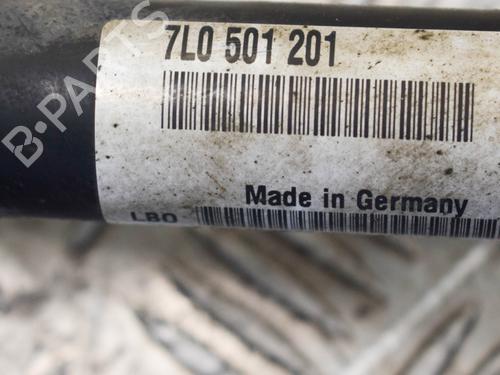 7L0 501 201
B-PARTS
Made in Germany
LBO